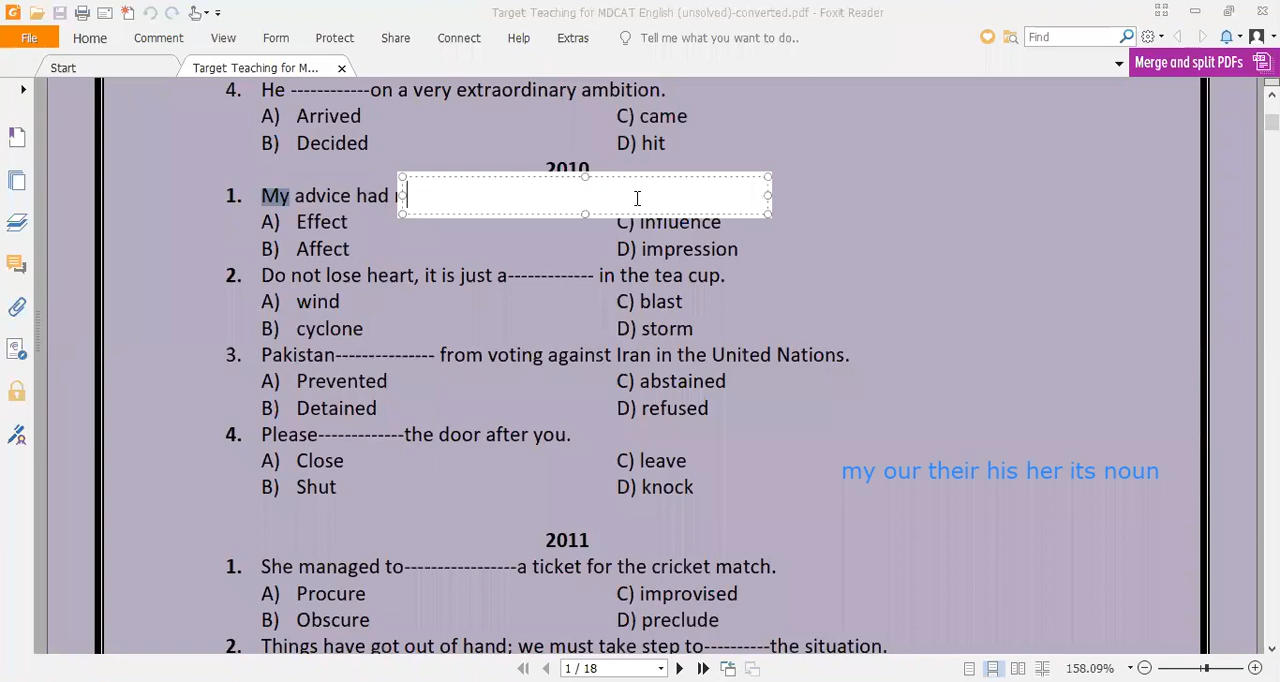 Target Teaching for MDCAT English (unsolved)-converted.pdf - Foxit Reader
File Home Comment View Form Protect Share Connect Help Extras Tell me what you want to do.. Find
Start Target Teaching for M... Merge and split PDFs
4. He ------------on a very extraordinary ambition.
A) Arrived C) came
B) Decided D) hit
2010
1. My advice had
A) Effect C) influence
B) Affect D) impression
2. Do not lose heart, it is just a------------- in the tea cup.
A) wind C) blast
B) cyclone D) storm
3. Pakistan--------------- from voting against Iran in the United Nations.
A) Prevented C) abstained
B) Detained D) refused
4. Please-------------the door after you.
A) Close C) leave
my our their his her its noun
B) Shut D) knock
2011
1. She managed to-----------------a ticket for the cricket match.
A) Procure C) improvised
B) Obscure D) preclude
2. Things have got out of hand; we must take step to----------the situation.
1 / 18 158.09%